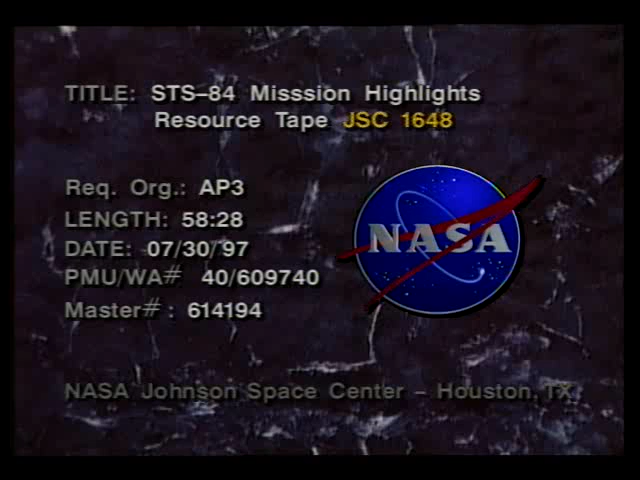 TITLE: STS-84 Misssion Highlights
Resource Tape JSC 1648
Req. Org.: AP3
LENGTH: 58:28
DATE: 07/30/97
PMU/WA# 40/609740
Master# : 614194
NASA
NASA Johnson Space Center - Houston, TX.